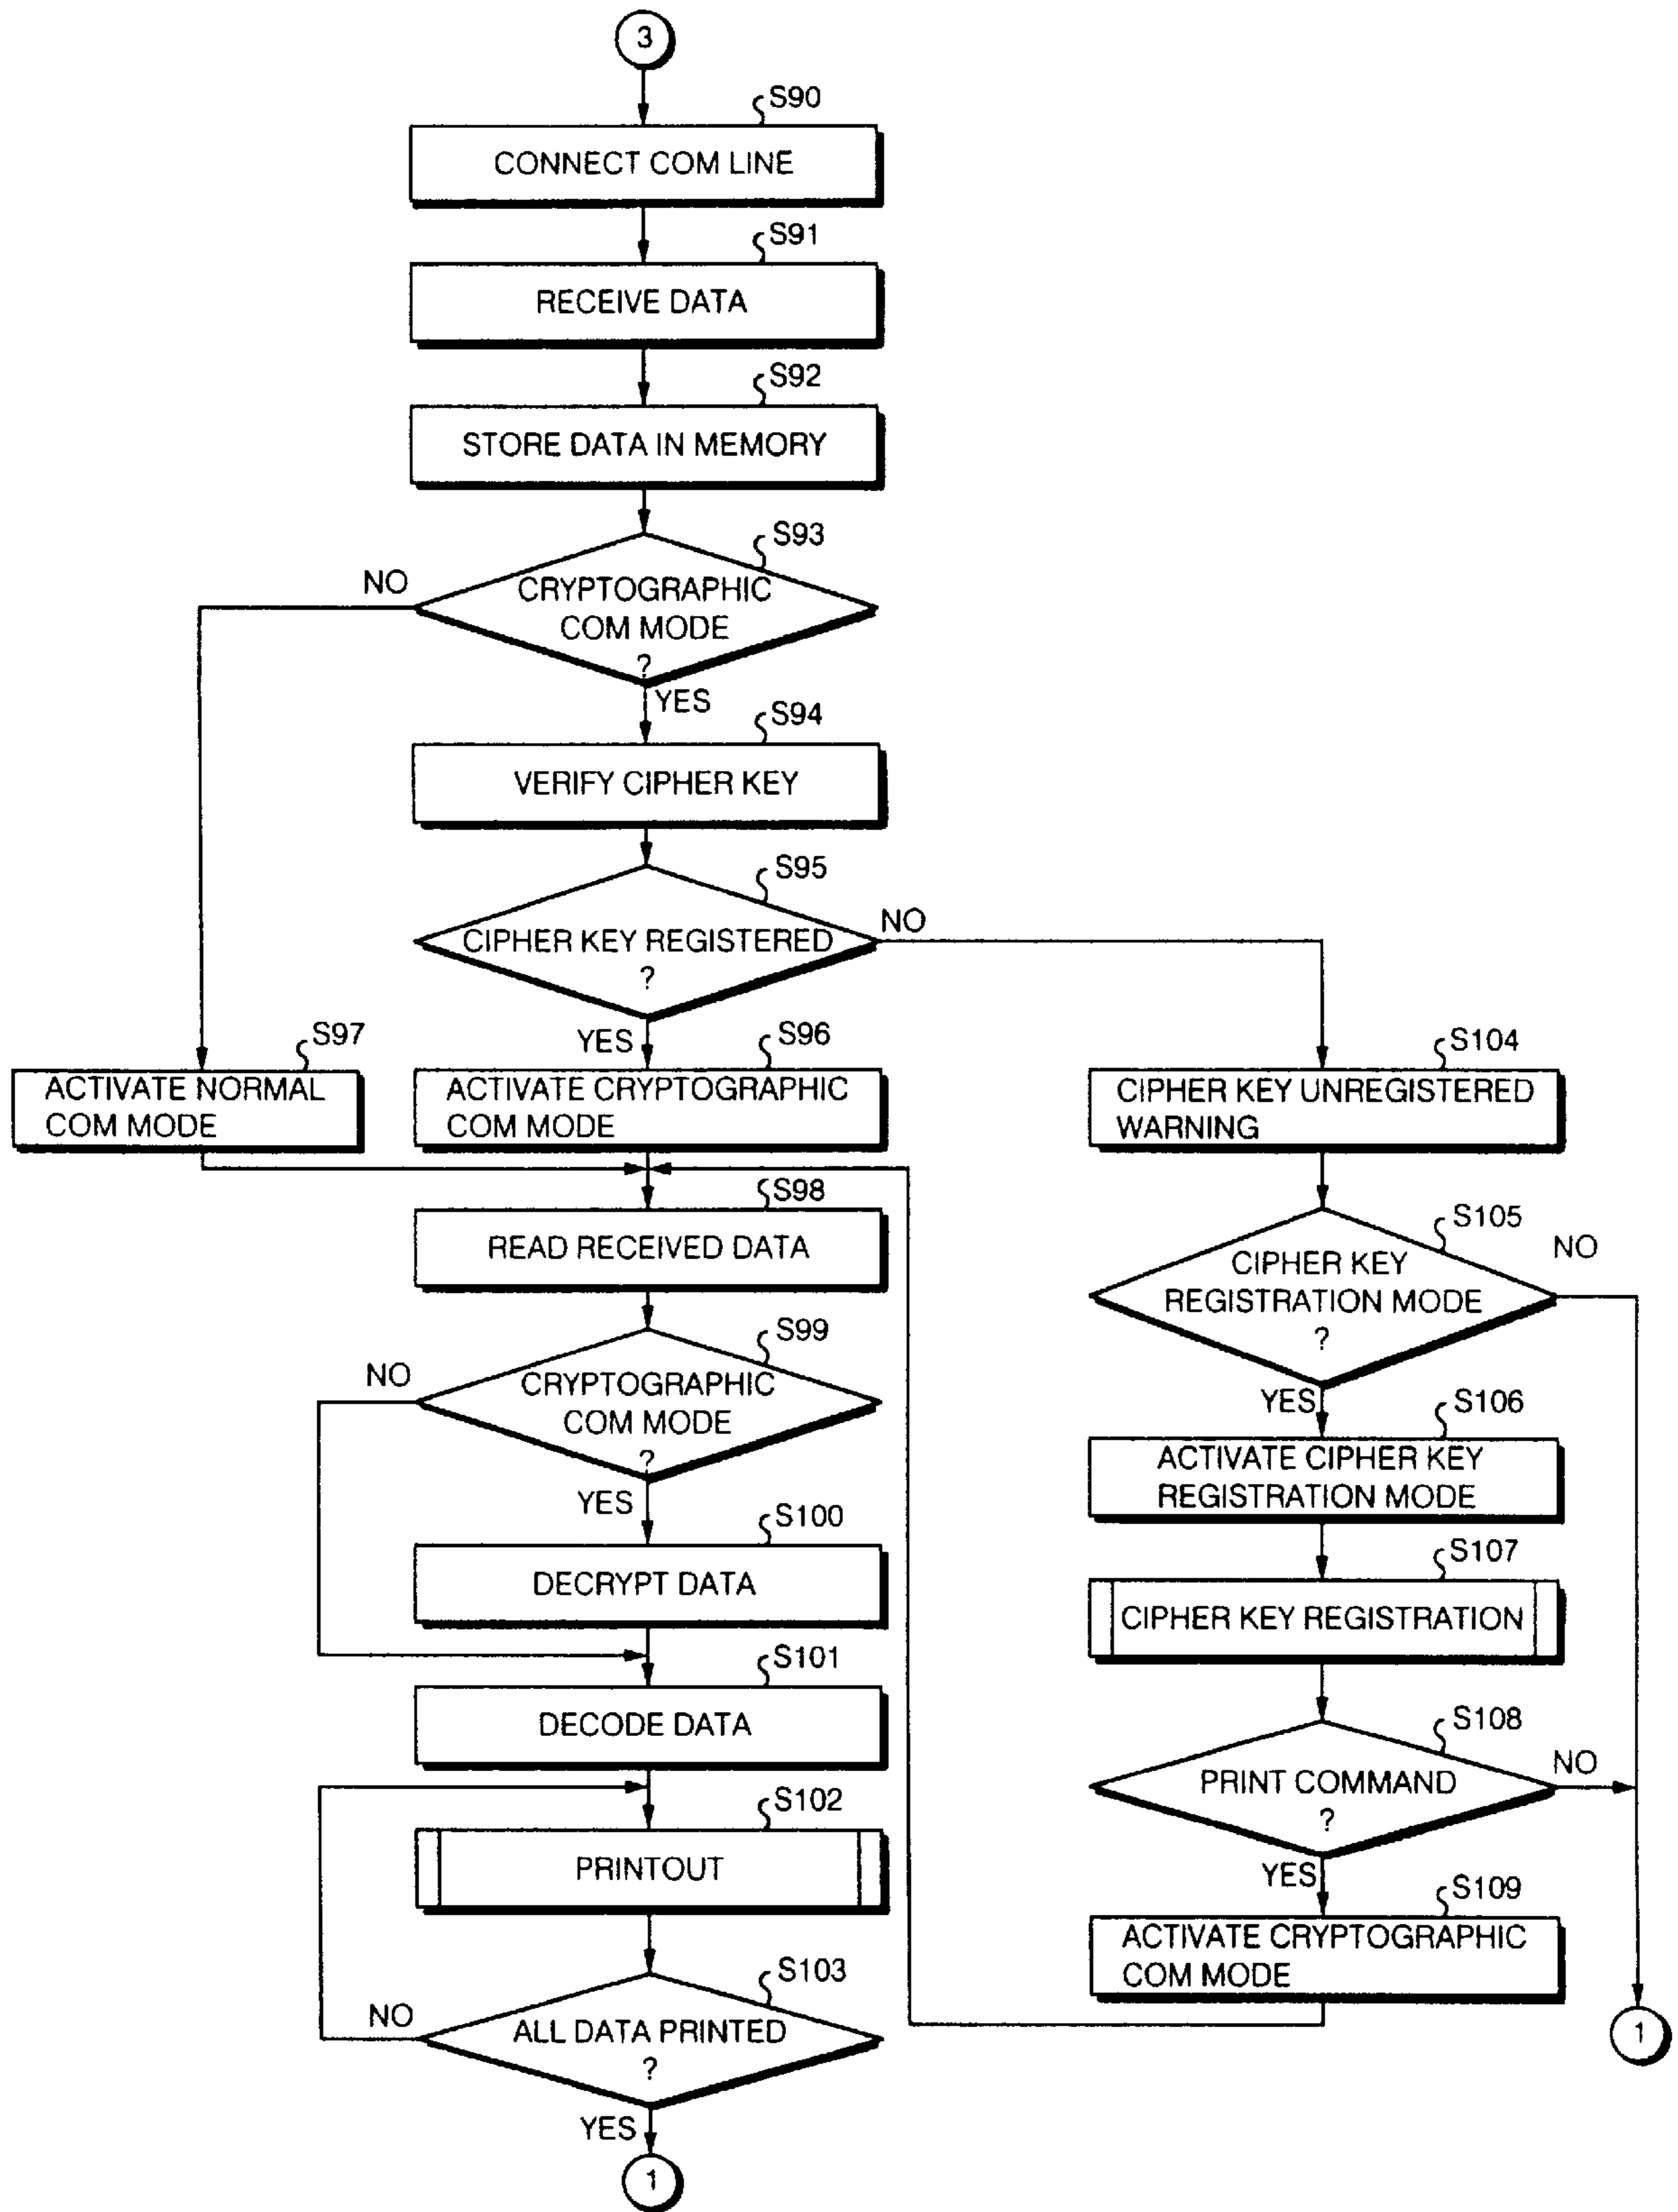 3
S90
CONNECT COM LINE
S91
RECEIVE DATA
S92
STORE DATA IN MEMORY
S93
NO
CRYPTOGRAPHIC
COM MODE
?
YES
S94
VERIFY CIPHER KEY
S95
NO
CIPHER KEY REGISTERED
?
YES
S97
ACTIVATE NORMAL
COM MODE
S96
ACTIVATE CRYPTOGRAPHIC
COM MODE
S98
READ RECEIVED DATA
S99
NO
CRYPTOGRAPHIC
COM MODE
?
YES
S100
DECRYPT DATA
S101
DECODE DATA
S102
PRINTOUT
S103
NO
ALL DATA PRINTED
?
YES
1
S104
CIPHER KEY UNREGISTERED
WARNING
S105
NO
CIPHER KEY
REGISTRATION MODE
?
YES
S106
ACTIVATE CIPHER KEY
REGISTRATION MODE
S107
CIPHER KEY REGISTRATION
S108
NO
PRINT COMMAND
?
YES
S109
ACTIVATE CRYPTOGRAPHIC
COM MODE
1